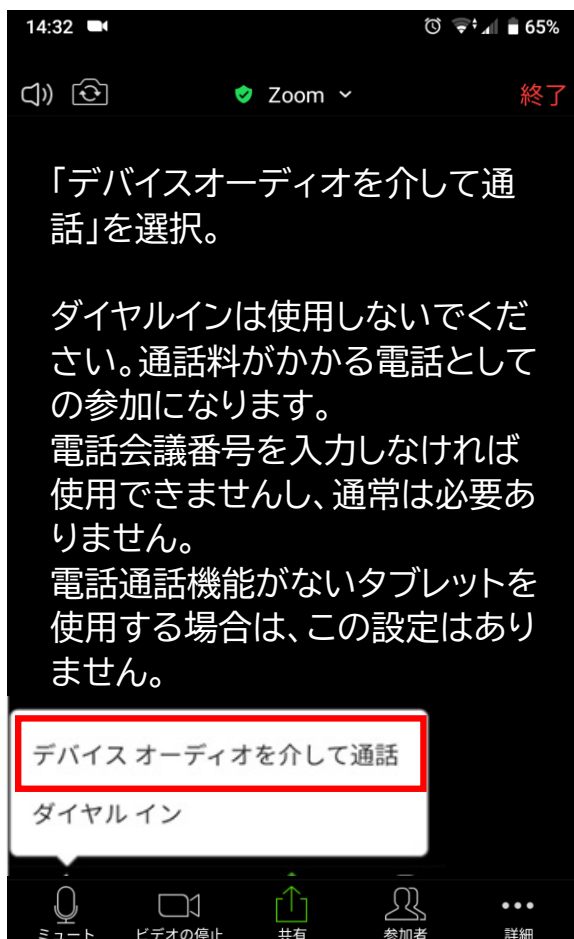 14:32 65%
Zoom 終了
「デバイスオーディオを介して通
話」を選択。
ダイヤルインは使用しないでくだ
さい。通話料がかかる電話として
の参加になります。
電話会議番号を入力しなければ
使用できませんし、通常は必要あ
りません。
電話通話機能がないタブレットを
使用する場合は、この設定はあり
ません。
デバイス オーディオを介して通話
ダイヤル イン
ミュート ビデオの停止 共有 参加者 詳細